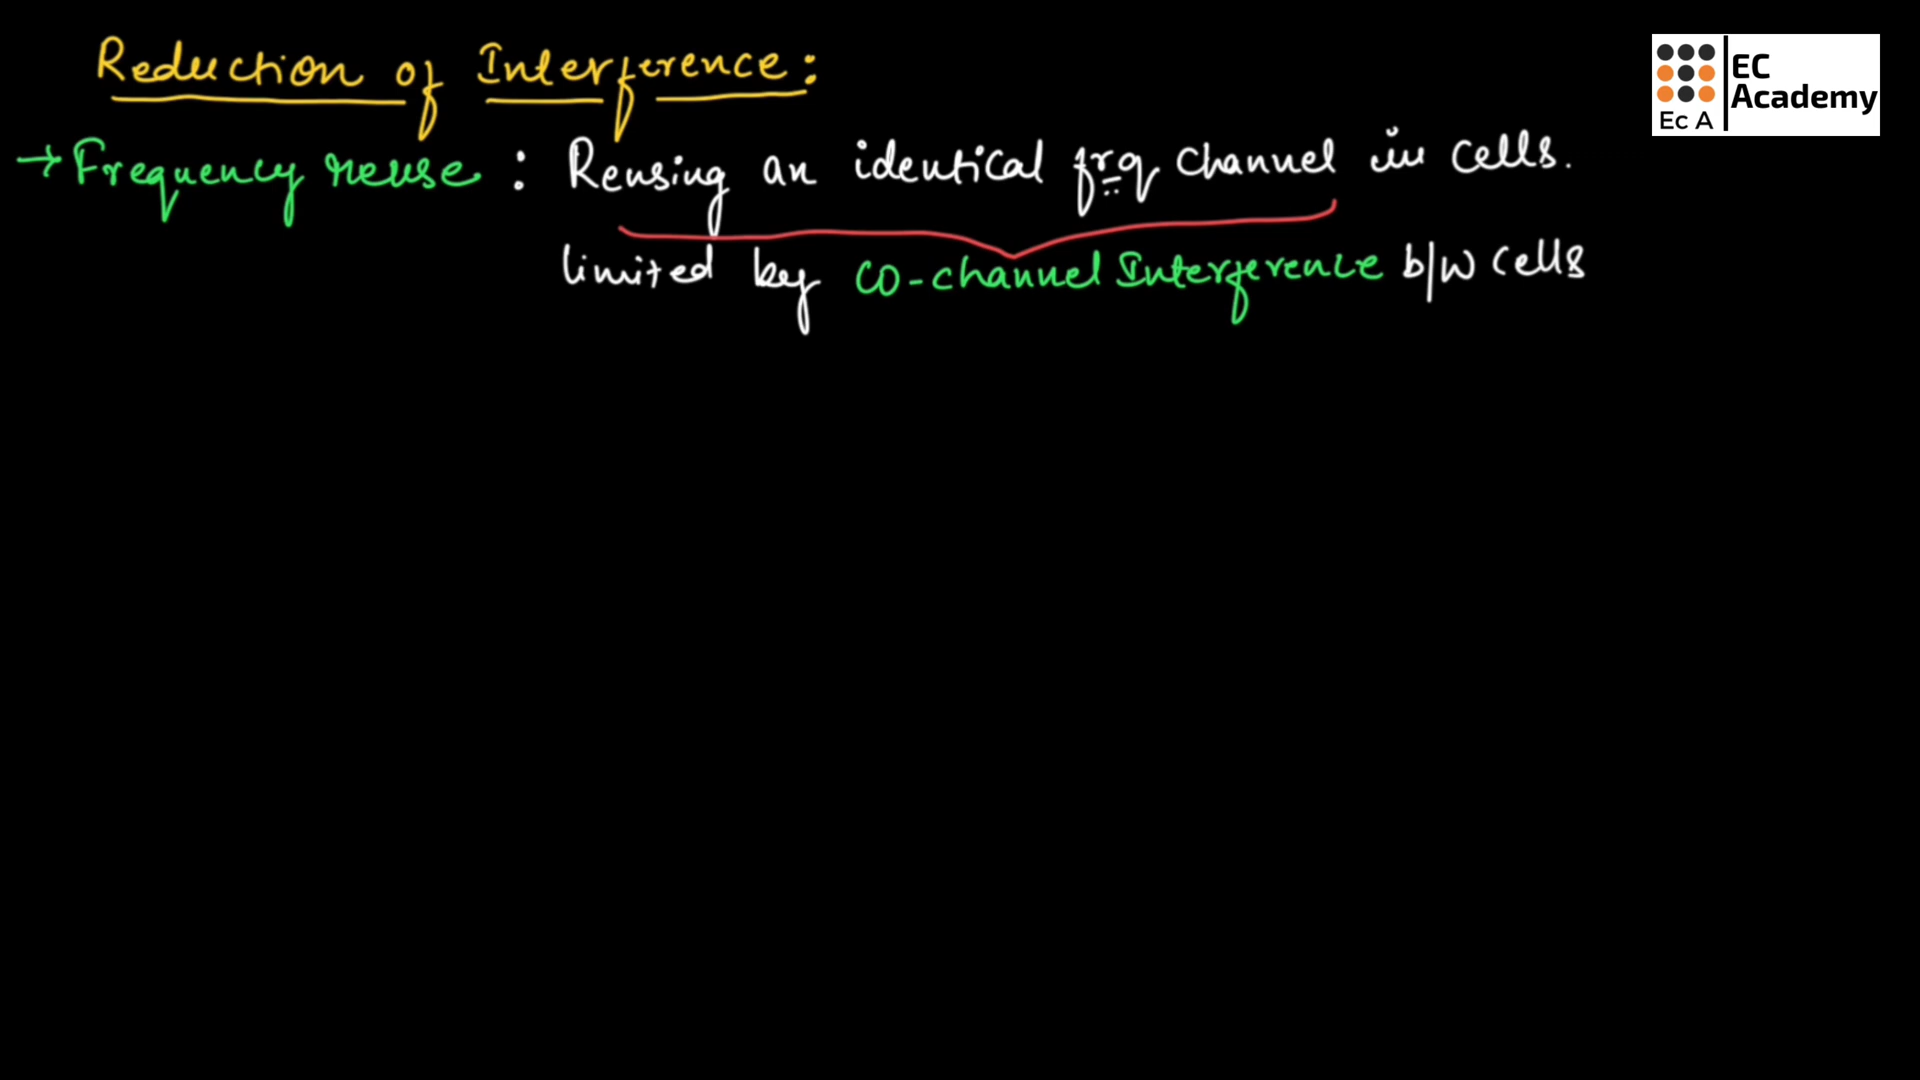 Reduction of Interference:
→ Frequency reuse : Reusing an identical frq channel in cells.
limited by co-channel Interference b/w cells
EC
Academy
Ec A